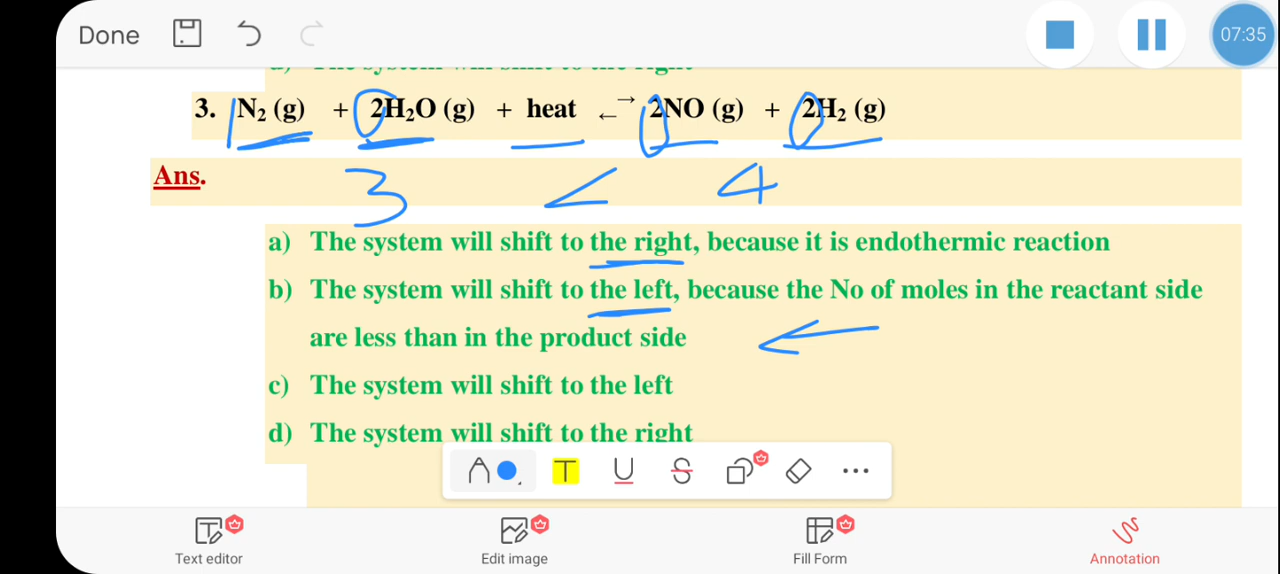 Done
07:35
3. N₂ (g) + 2H₂O (g) + heat ⇄ 2NO (g) + 2H₂ (g)
1
Ans.
3 < 4
a) The system will shift to the right, because it is endothermic reaction
b) The system will shift to the left, because the No of moles in the reactant side
are less than in the product side
c) The system will shift to the left
d) The system will shift to the right
T U S
Text editor
Edit image
Fill Form
Annotation